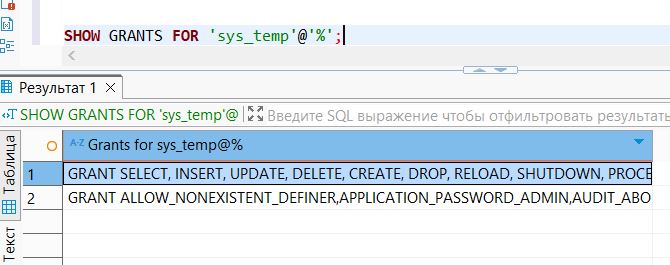 SHOW GRANTS FOR 'sys_temp'@'%';
Результат 1
SHOW GRANTS FOR 'sys_temp'@
Введите SQL выражение чтобы отфильтровать результать
Таблица
Текст
A-Z Grants for sys_temp@%
1 GRANT SELECT, INSERT, UPDATE, DELETE, CREATE, DROP, RELOAD, SHUTDOWN, PROCE
2 GRANT ALLOW_NONEXISTENT_DEFINER,APPLICATION_PASSWORD_ADMIN,AUDIT_ABO